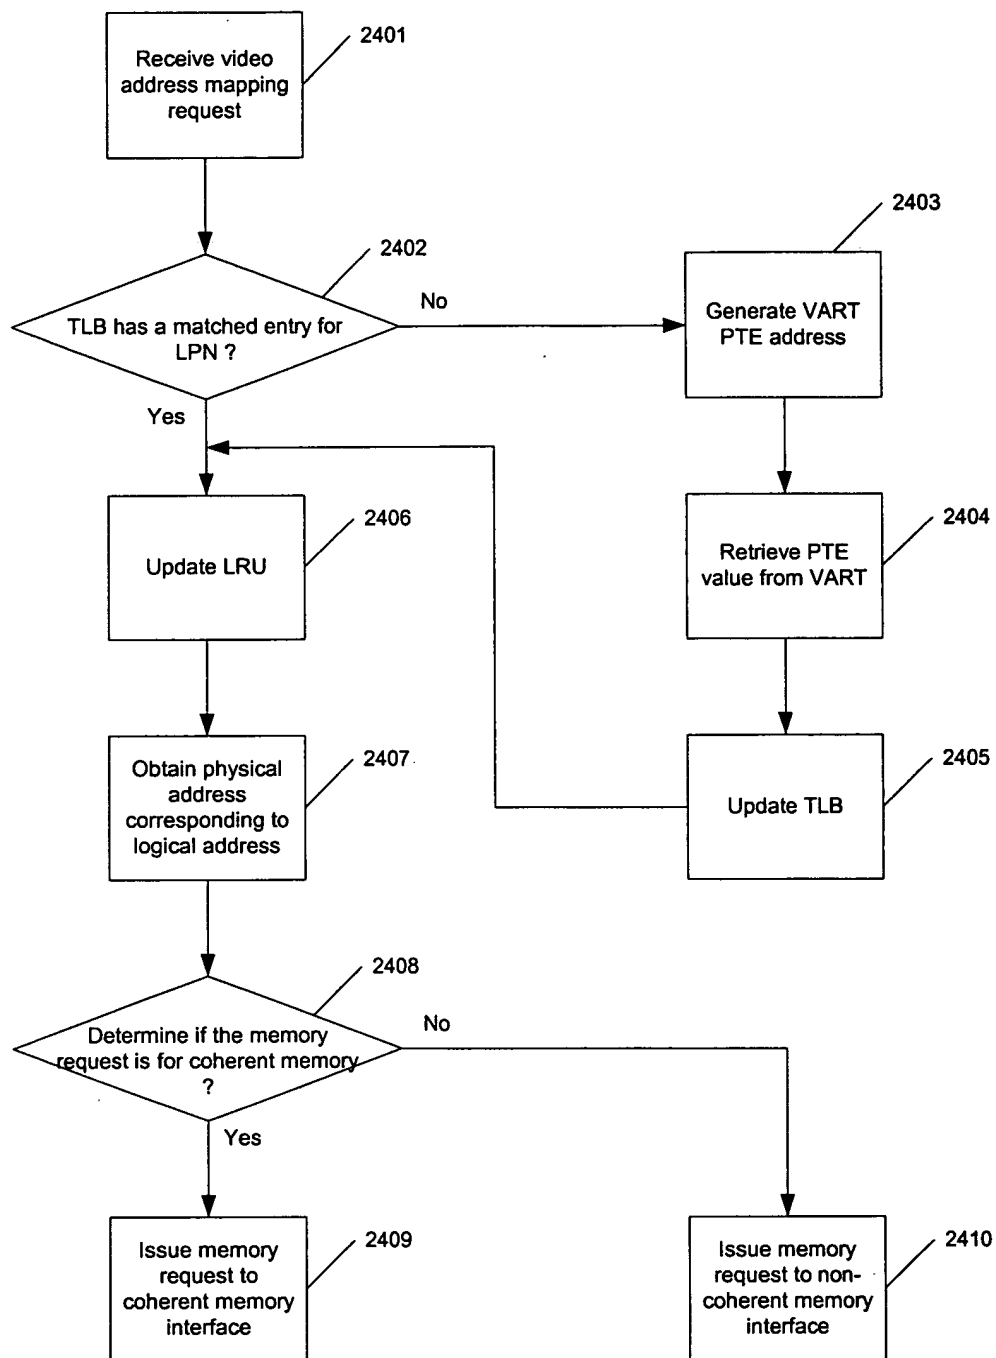 2401
Receive video
address mapping
request
2402
TLB has a matched entry for
LPN ?
No
Yes
2403
Generate VART
PTE address
2406
Update LRU
2404
Retrieve PTE
value from VART
2407
Obtain physical
address
corresponding to
logical address
2405
Update TLB
2408
Determine if the memory
request is for coherent memory
?
No
Yes
2409
Issue memory
request to
coherent memory
interface
2410
Issue memory
request to non-
coherent memory
interface